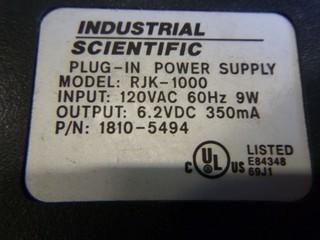 INDUSTRIAL
SCIENTIFIC
PLUG-IN POWER SUPPLY
MODEL: RJK-1000
INPUT: 120VAC 60Hz 9W
OUTPUT: 6.2VDC 350mA
P/N: 1810-5494
C UL US LISTED
E84348
69J1